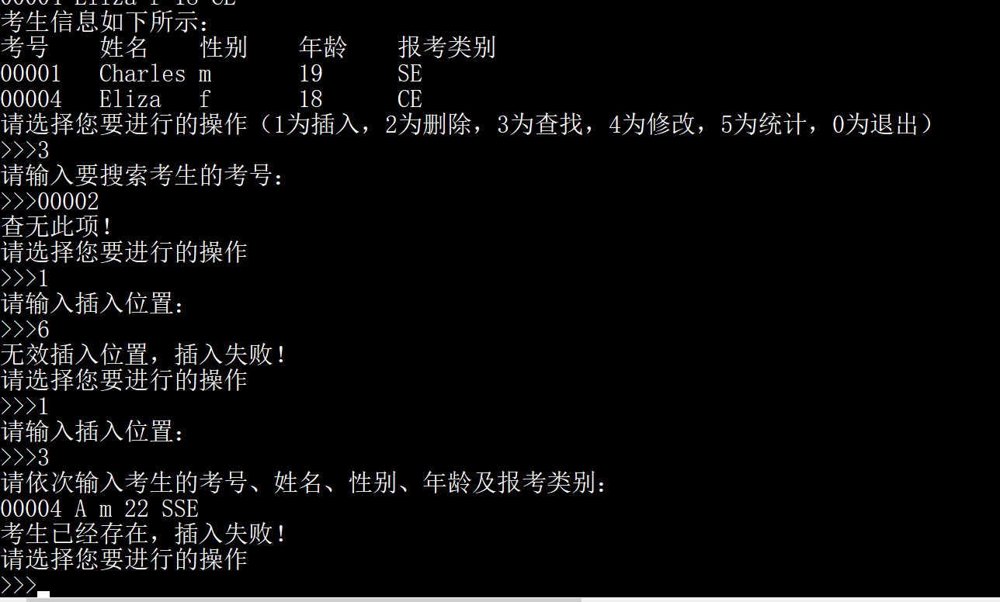 00004 Eliza f 18 CE
考生信息如下所示：
考号 姓名 性别 年龄 报考类别
00001 Charles m 19 SE
00004 Eliza f 18 CE
请选择您要进行的操作（1为插入，2为删除，3为查找，4为修改，5为统计，0为退出）
>>>3
请输入要搜索考生的考号：
>>>00002
查无此项！
请选择您要进行的操作
>>>1
请输入插入位置：
>>>6
无效插入位置，插入失败！
请选择您要进行的操作
>>>1
请输入插入位置：
>>>3
请依次输入考生的考号、姓名、性别、年龄及报考类别：
00004 A m 22 SSE
考生已经存在，插入失败！
请选择您要进行的操作
>>>